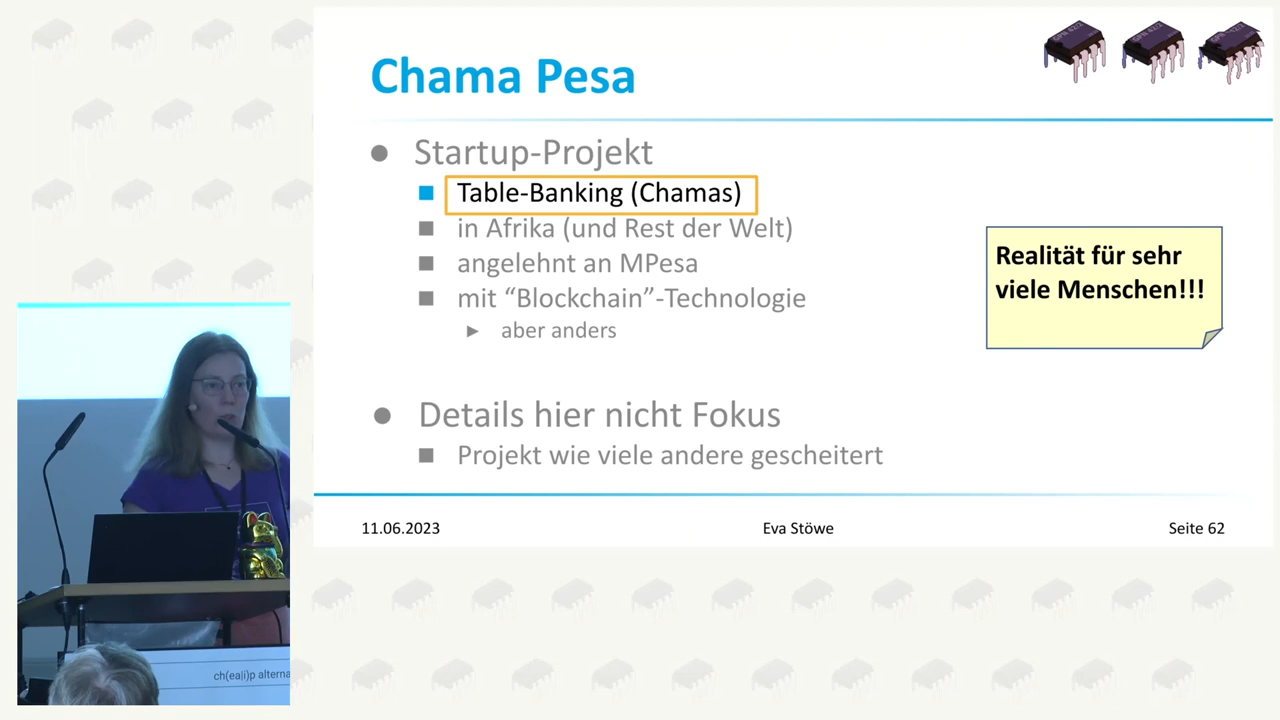 Chama Pesa
● Startup-Projekt
■ Table-Banking (Chamas)
■ in Afrika (und Rest der Welt)
■ angelehnt an MPesa
■ mit “Blockchain”-Technologie
► aber anders
Realität für sehr
viele Menschen!!!
● Details hier nicht Fokus
■ Projekt wie viele andere gescheitert
11.06.2023
Eva Stöwe
Seite 62
ch(ea|i)p alterna